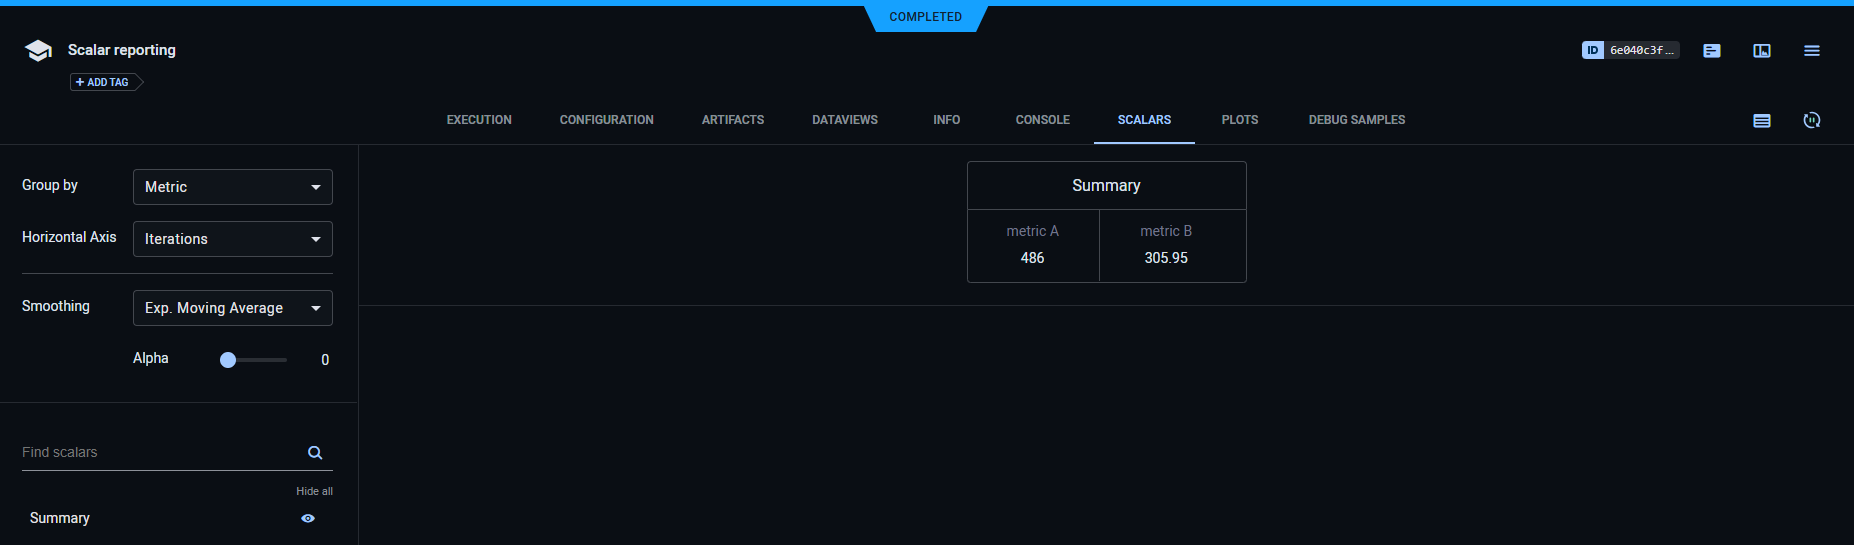 COMPLETED
Scalar reporting
ID 6e040c3f...
+ ADD TAG
EXECUTION CONFIGURATION ARTIFACTS DATAVIEWS INFO CONSOLE SCALARS PLOTS DEBUG SAMPLES
Group by Metric
Horizontal Axis Iterations
Smoothing Exp. Moving Average
Alpha 0
Find scalars
Hide all
Summary
Summary
metric A metric B
486 305.95